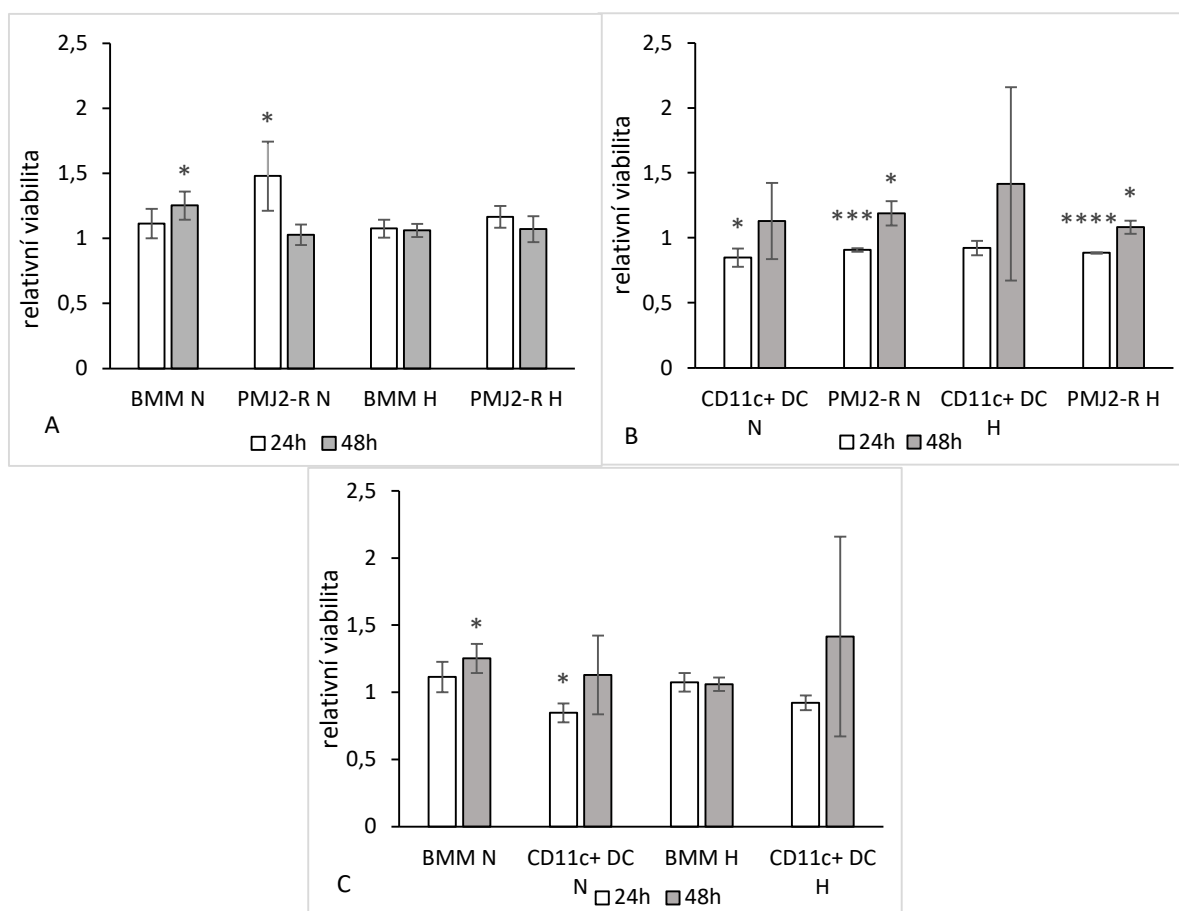 2,5
2
1,5
1
0,5
0
relativní viabilita
*
*
BMM N
PMJ2-R N
BMM H
PMJ2-R H
A
24h
48h
2,5
2
1,5
1
0,5
0
relativní viabilita
*
***
*
****
*
CD11c+ DC
N
PMJ2-R N
CD11c+ DC
H
PMJ2-R H
B
24h
48h
2,5
2
1,5
1
0,5
0
relativní viabilita
*
*
BMM N
CD11c+ DC
N
BMM H
CD11c+ DC
H
C
24h
48h